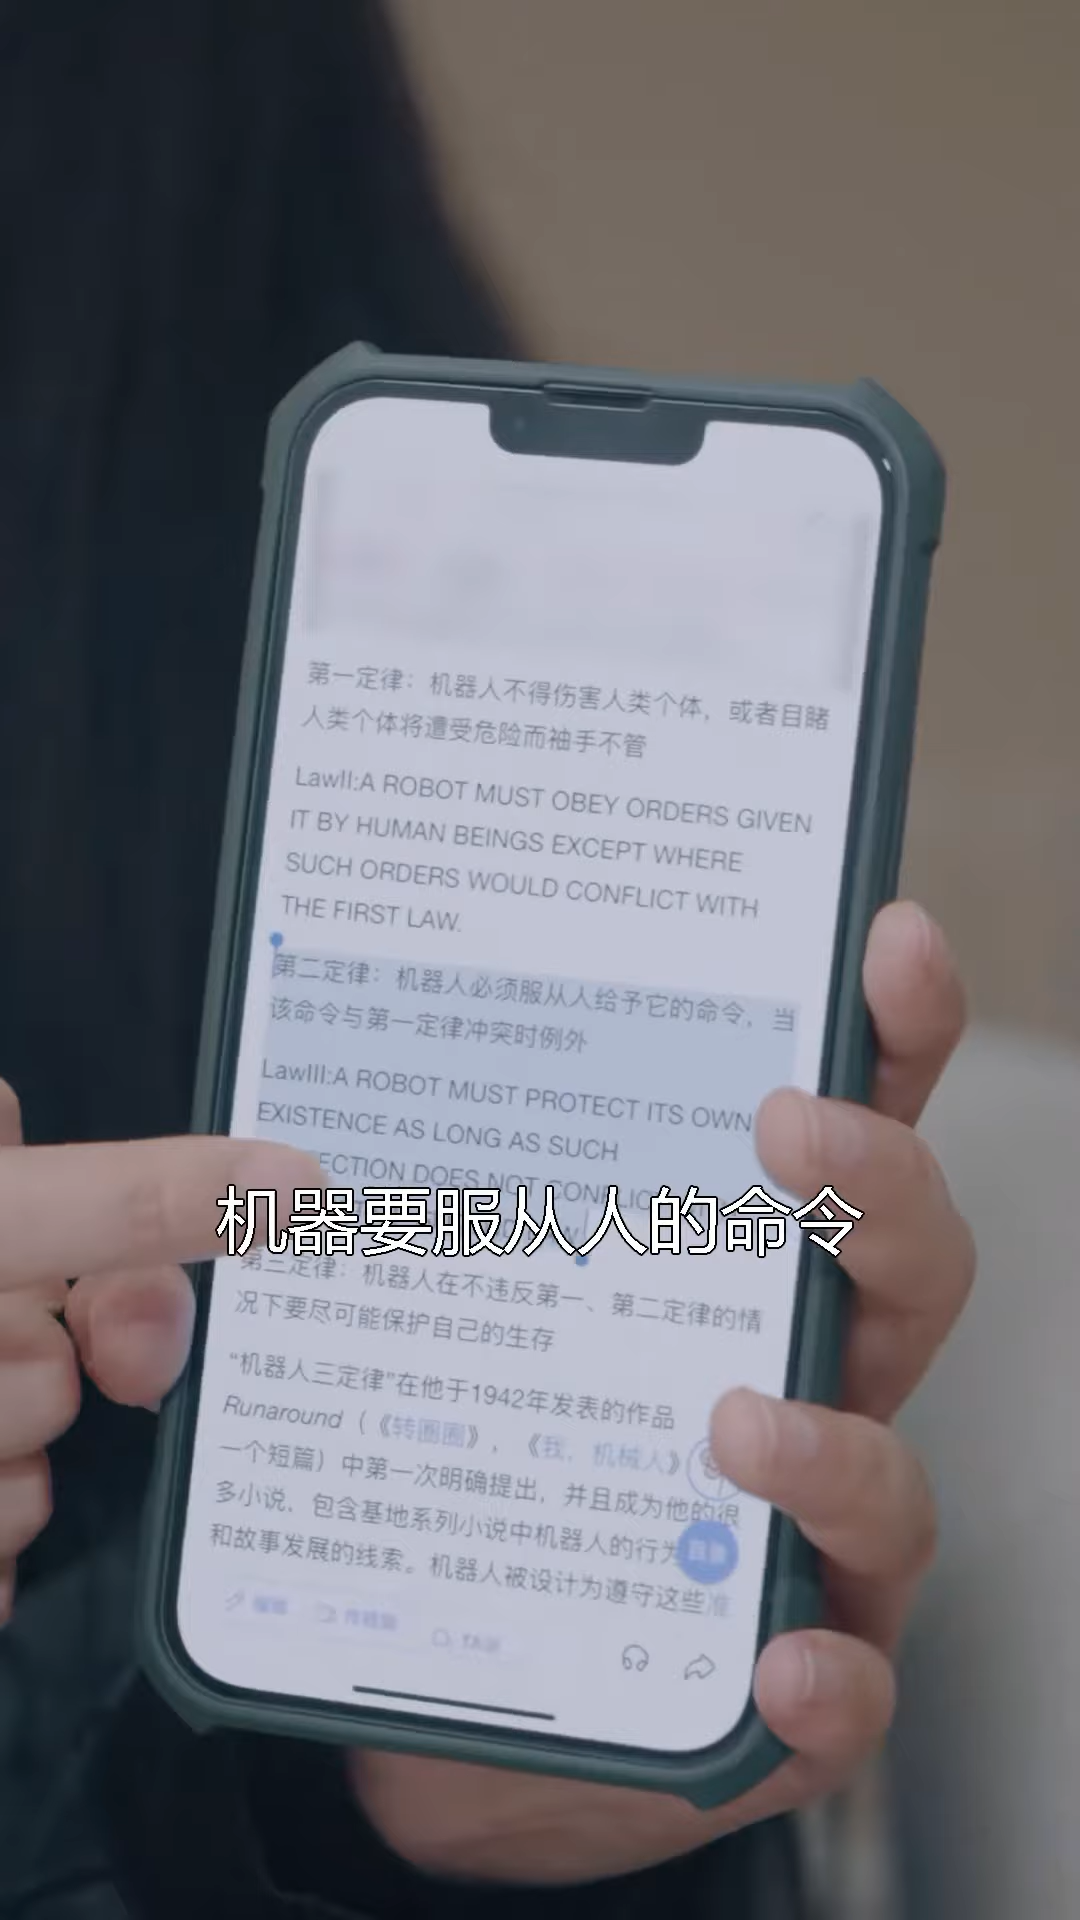 第一定律：机器人不得伤害人类个体，或者目睹
人类个体将遭受危险而袖手不管
LawII:A ROBOT MUST OBEY ORDERS GIVEN
IT BY HUMAN BEINGS EXCEPT WHERE
SUCH ORDERS WOULD CONFLICT WITH
THE FIRST LAW.
第二定律：机器人必须服从人给予它的命令，当
该命令与第一定律冲突时例外
LawIII:A ROBOT MUST PROTECT ITS OWN
EXISTENCE AS LONG AS SUCH
ECTION DOES NOT CONFLIC
机器要服从人的命令
第三定律：机器人在不违反第一、第二定律的情
况下要尽可能保护自己的生存
“机器人三定律”在他于1942年发表的作品
Runaround（《转圈圈》，《我，机械人》
一个短篇）中第一次明确提出，并且成为他的很
多小说，包含基地系列小说中机器人的行为
和故事发展的线索。机器人被设计为遵守这些准